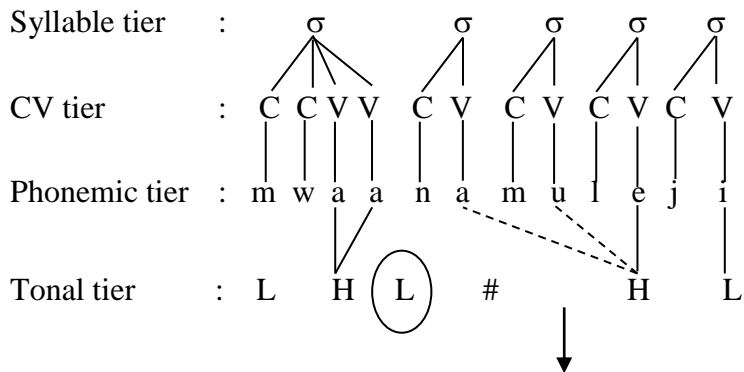 Syllable tier : σ σ σ σ σ
CV tier : C C V V C V C V C V C V
Phonemic tier : m w a a n a m u l e j i
Tonal tier : L H L # H L